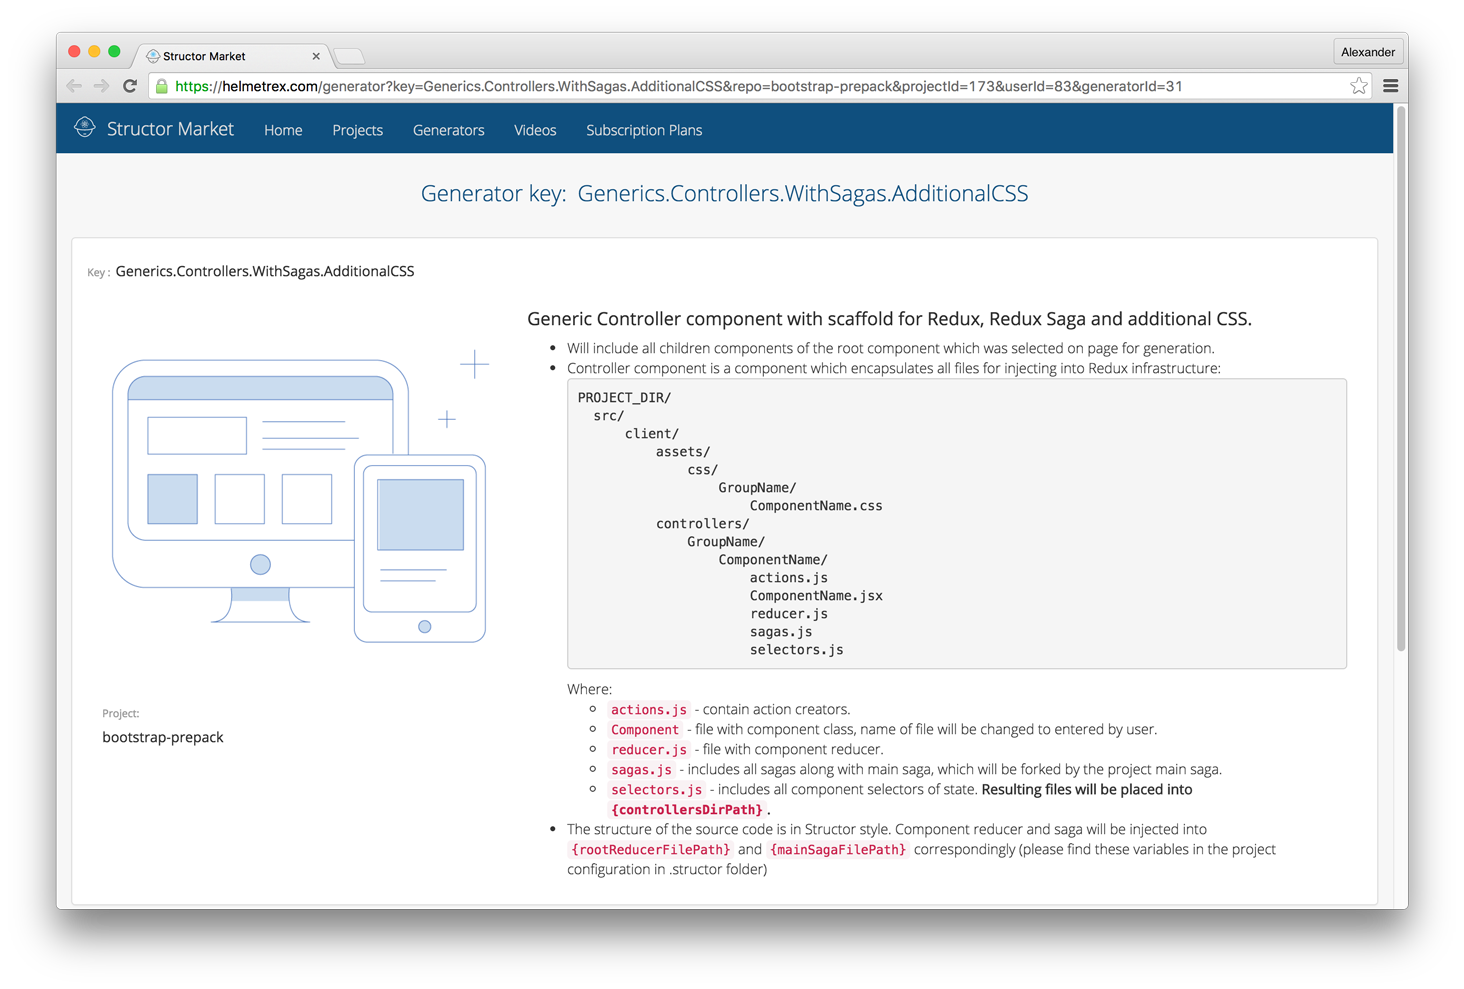 Structor Market
Alexander
https://helmetrex.com/generator?key=Generics.Controllers.WithSagas.AdditionalCSS&repo=bootstrap-prepack&projectId=173&userId=83&generatorId=31
Structor Market Home Projects Generators Videos Subscription Plans
Generator key: Generics.Controllers.WithSagas.AdditionalCSS
Key : Generics.Controllers.WithSagas.AdditionalCSS
Generic Controller component with scaffold for Redux, Redux Saga and additional CSS.
• Will include all children components of the root component which was selected on page for generation.
• Controller component is a component which encapsulates all files for injecting into Redux infrastructure:
PROJECT_DIR/
src/
client/
assets/
css/
GroupName/
ComponentName.css
controllers/
GroupName/
ComponentName/
actions.js
ComponentName.jsx
reducer.js
sagas.js
selectors.js
Where:
actions.js - contain action creators.
Component - file with component class, name of file will be changed to entered by user.
reducer.js - file with component reducer.
sagas.js - includes all sagas along with main saga, which will be forked by the project main saga.
selectors.js - includes all component selectors of state. Resulting files will be placed into
{controllersDirPath} .
• The structure of the source code is in Structor style. Component reducer and saga will be injected into
{rootReducerFilePath} and {mainSagaFilePath} correspondingly (please find these variables in the project
configuration in .structor folder)
Project:
bootstrap-prepack